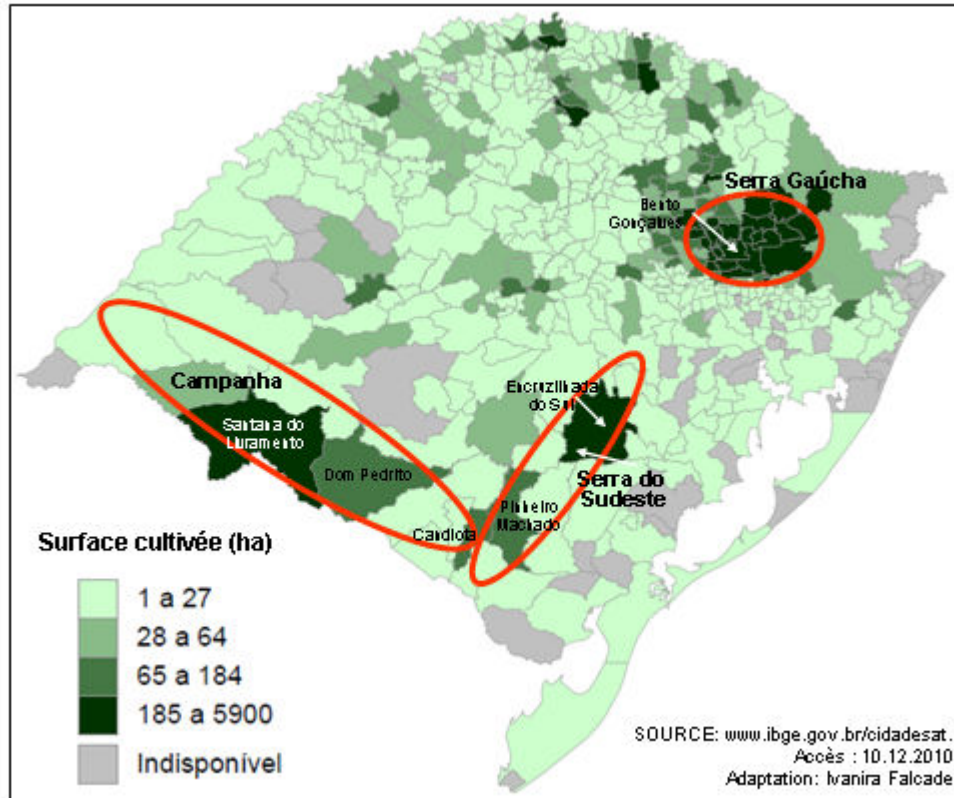 Serra Gaúcha
Bento
Gonçalves
Campanha
Encruzilhada
do Sul
Santana do
Livramento
Dom Pedrito
Serra do
Sudeste
Pinheiro
Machado
Candiota
Surface cultivée (ha)
1 a 27
28 a 64
65 a 184
185 a 5900
Indisponível
SOURCE: www.ibge.gov.br/cidadesat.
Accès : 10.12.2010
Adaptation: Ivanira Falcade